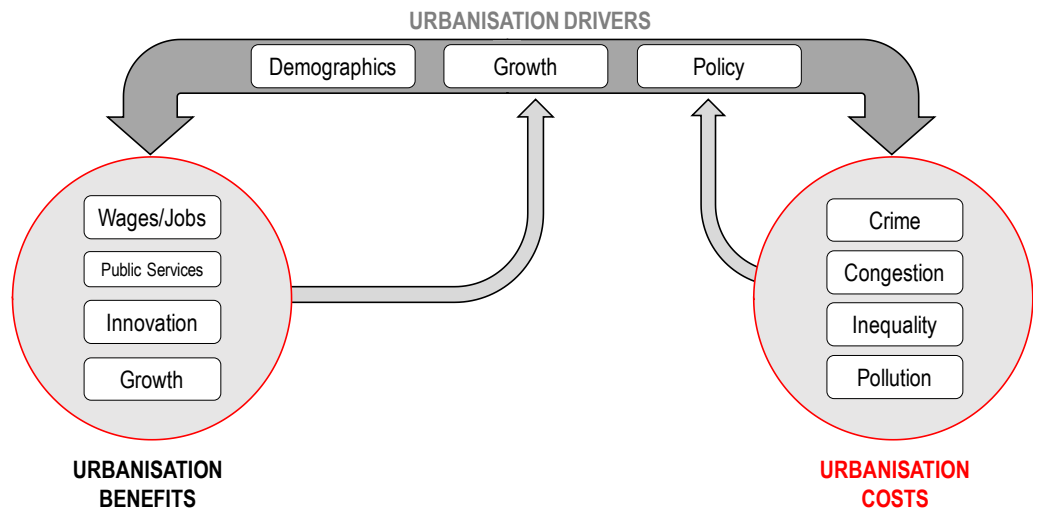 URBANISATION DRIVERS
Demographics
Growth
Policy
Wages/Jobs
Public Services
Innovation
Growth
URBANISATION
BENEFITS
Crime
Congestion
Inequality
Pollution
URBANISATION
COSTS